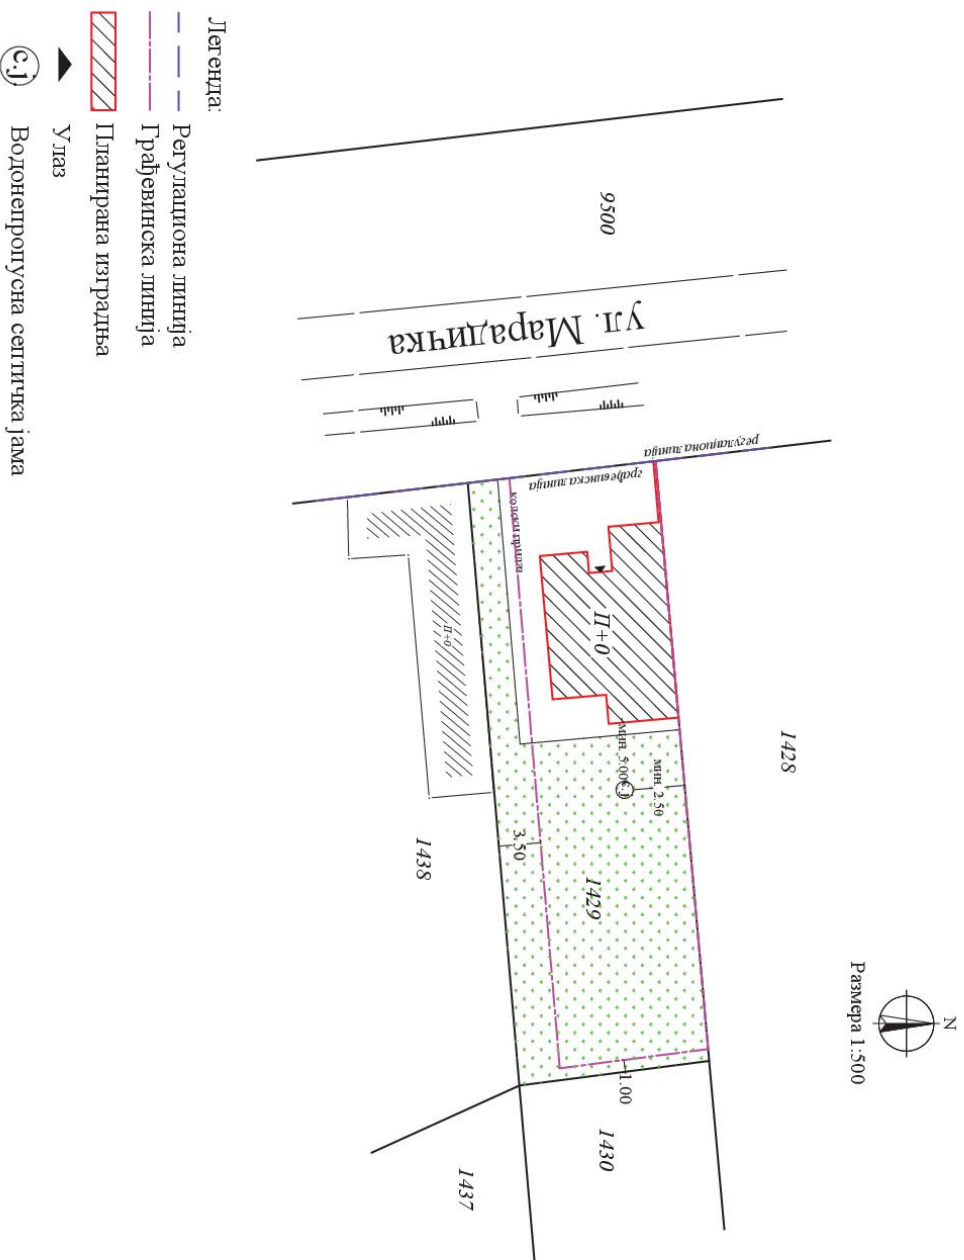 N
Размера 1:500
9500
ул. Марадичка
регулациона линија
грађевинска линија
колски прилаз
П+0
П+0
1428
мин. 5.00
с.ј.
мин. 2.50
3.50
1438
1429
1.00
1430
1437
Легенда:
Регулациона линија
Грађевинска линија
Планирана изградња
Улаз
с.ј. Водонепропусна септичка јама